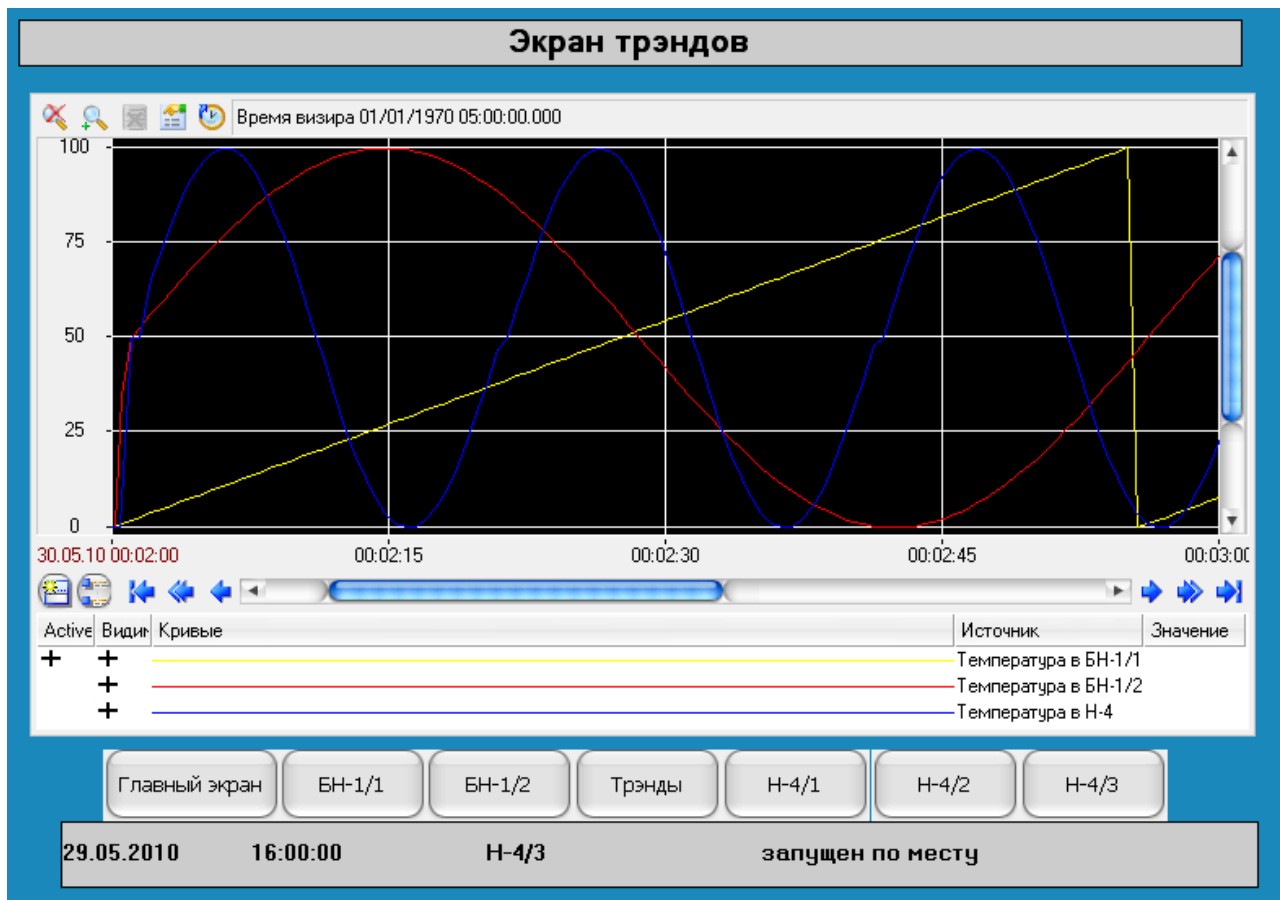 Экран трэндов
Время визира 01/01/1970 05:00:00.000
100
75
50
25
0
30.05.10 00:02:00 00:02:15 00:02:30 00:02:45 00:03:00
Active Видим Кривые Источник Значение
Температура в БН-1/1
Температура в БН-1/2
Температура в Н-4
Главный экран БН-1/1 БН-1/2 Трэнды Н-4/1 Н-4/2 Н-4/3
29.05.2010 16:00:00 Н-4/3 запущен по месту